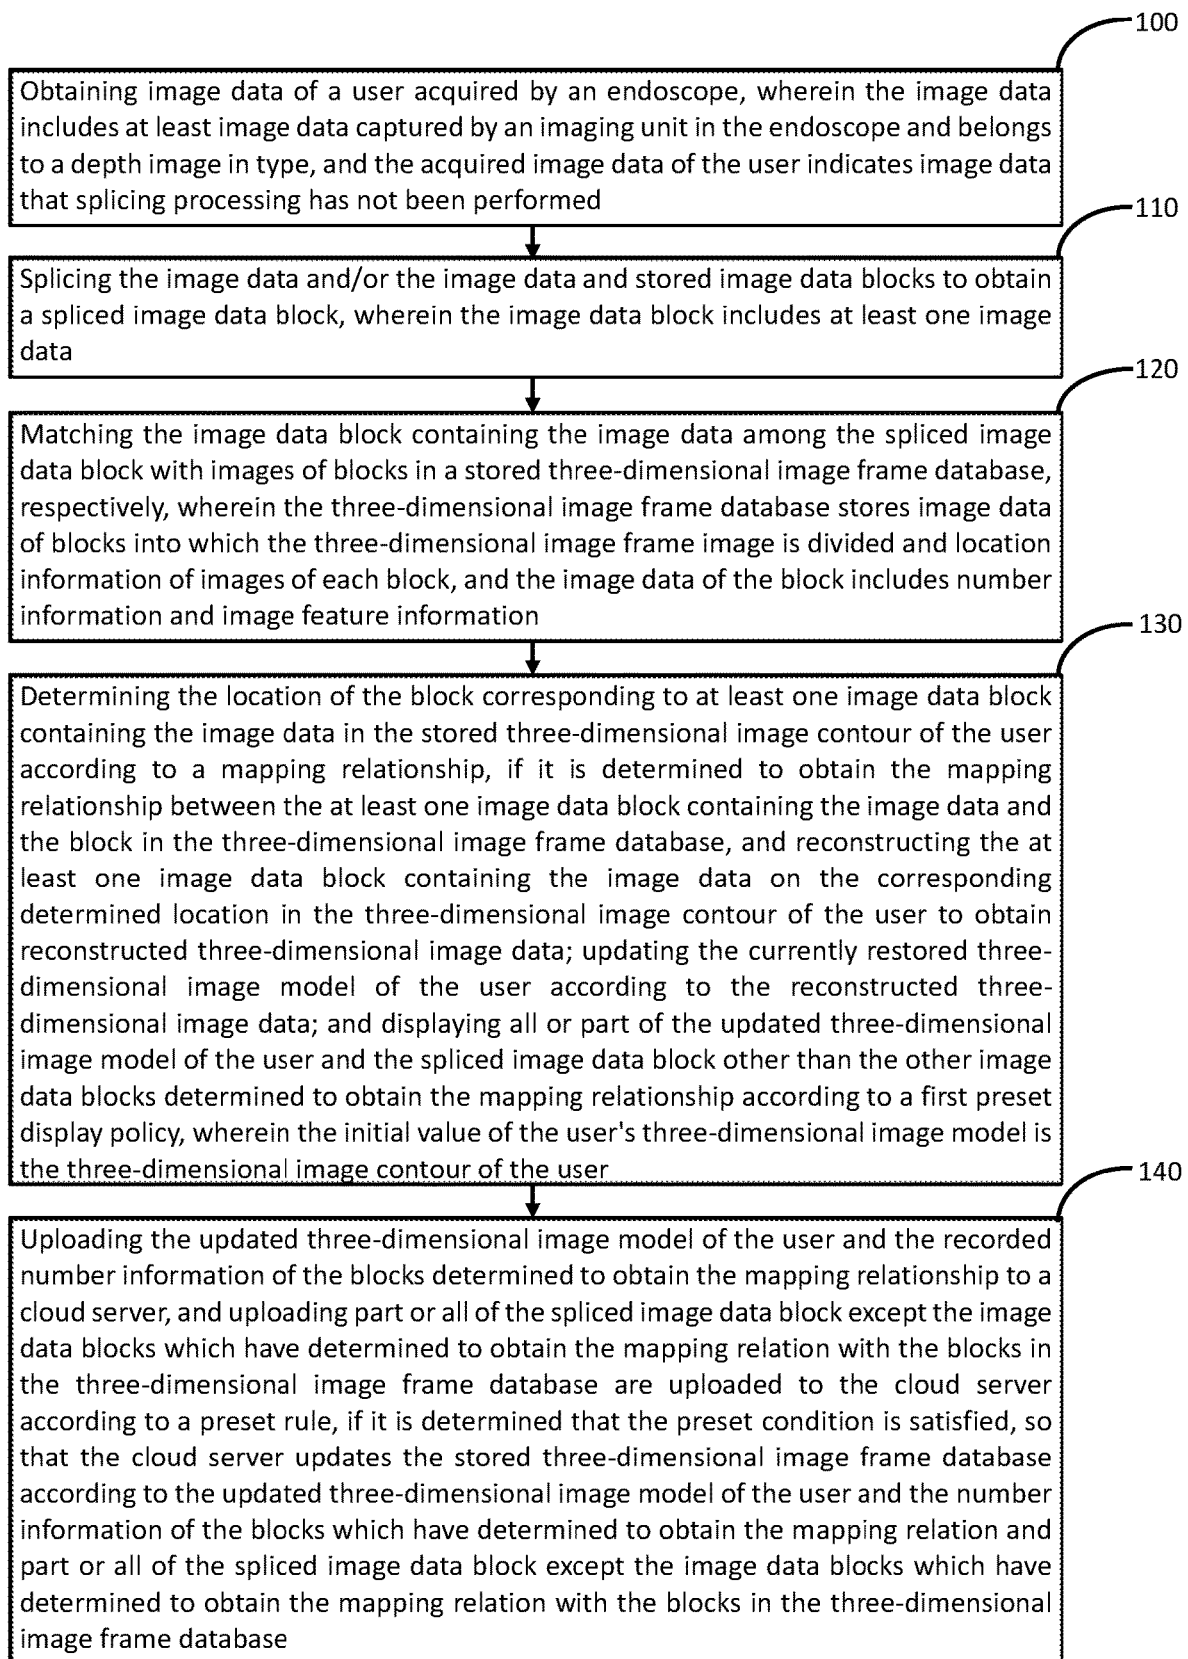 100
Obtaining image data of a user acquired by an endoscope, wherein the image data
includes at least image data captured by an imaging unit in the endoscope and belongs
to a depth image in type, and the acquired image data of the user indicates image data
that splicing processing has not been performed
110
Splicing the image data and/or the image data and stored image data blocks to obtain
a spliced image data block, wherein the image data block includes at least one image
data
120
Matching the image data block containing the image data among the spliced image
data block with images of blocks in a stored three-dimensional image frame database,
respectively, wherein the three-dimensional image frame database stores image data
of blocks into which the three-dimensional image frame image is divided and location
information of images of each block, and the image data of the block includes number
information and image feature information
130
Determining the location of the block corresponding to at least one image data block
containing the image data in the stored three-dimensional image contour of the user
according to a mapping relationship, if it is determined to obtain the mapping
relationship between the at least one image data block containing the image data and
the block in the three-dimensional image frame database, and reconstructing the at
least one image data block containing the image data on the corresponding
determined location in the three-dimensional image contour of the user to obtain
reconstructed three-dimensional image data; updating the currently restored three-
dimensional image model of the user according to the reconstructed three-
dimensional image data; and displaying all or part of the updated three-dimensional
image model of the user and the spliced image data block other than the other image
data blocks determined to obtain the mapping relationship according to a first preset
display policy, wherein the initial value of the user's three-dimensional image model is
the three-dimensional image contour of the user
140
Uploading the updated three-dimensional image model of the user and the recorded
number information of the blocks determined to obtain the mapping relationship to a
cloud server, and uploading part or all of the spliced image data block except the image
data blocks which have determined to obtain the mapping relation with the blocks in
the three-dimensional image frame database are uploaded to the cloud server
according to a preset rule, if it is determined that the preset condition is satisfied, so
that the cloud server updates the stored three-dimensional image frame database
according to the updated three-dimensional image model of the user and the number
information of the blocks which have determined to obtain the mapping relation and
part or all of the spliced image data block except the image data blocks which have
determined to obtain the mapping relation with the blocks in the three-dimensional
image frame database